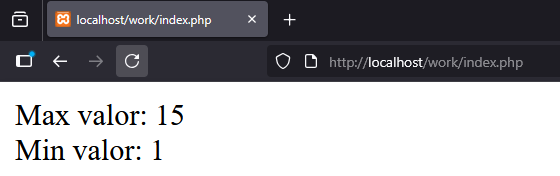 localhost/work/index.php
http://localhost/work/index.php
Max valor: 15
Min valor: 1